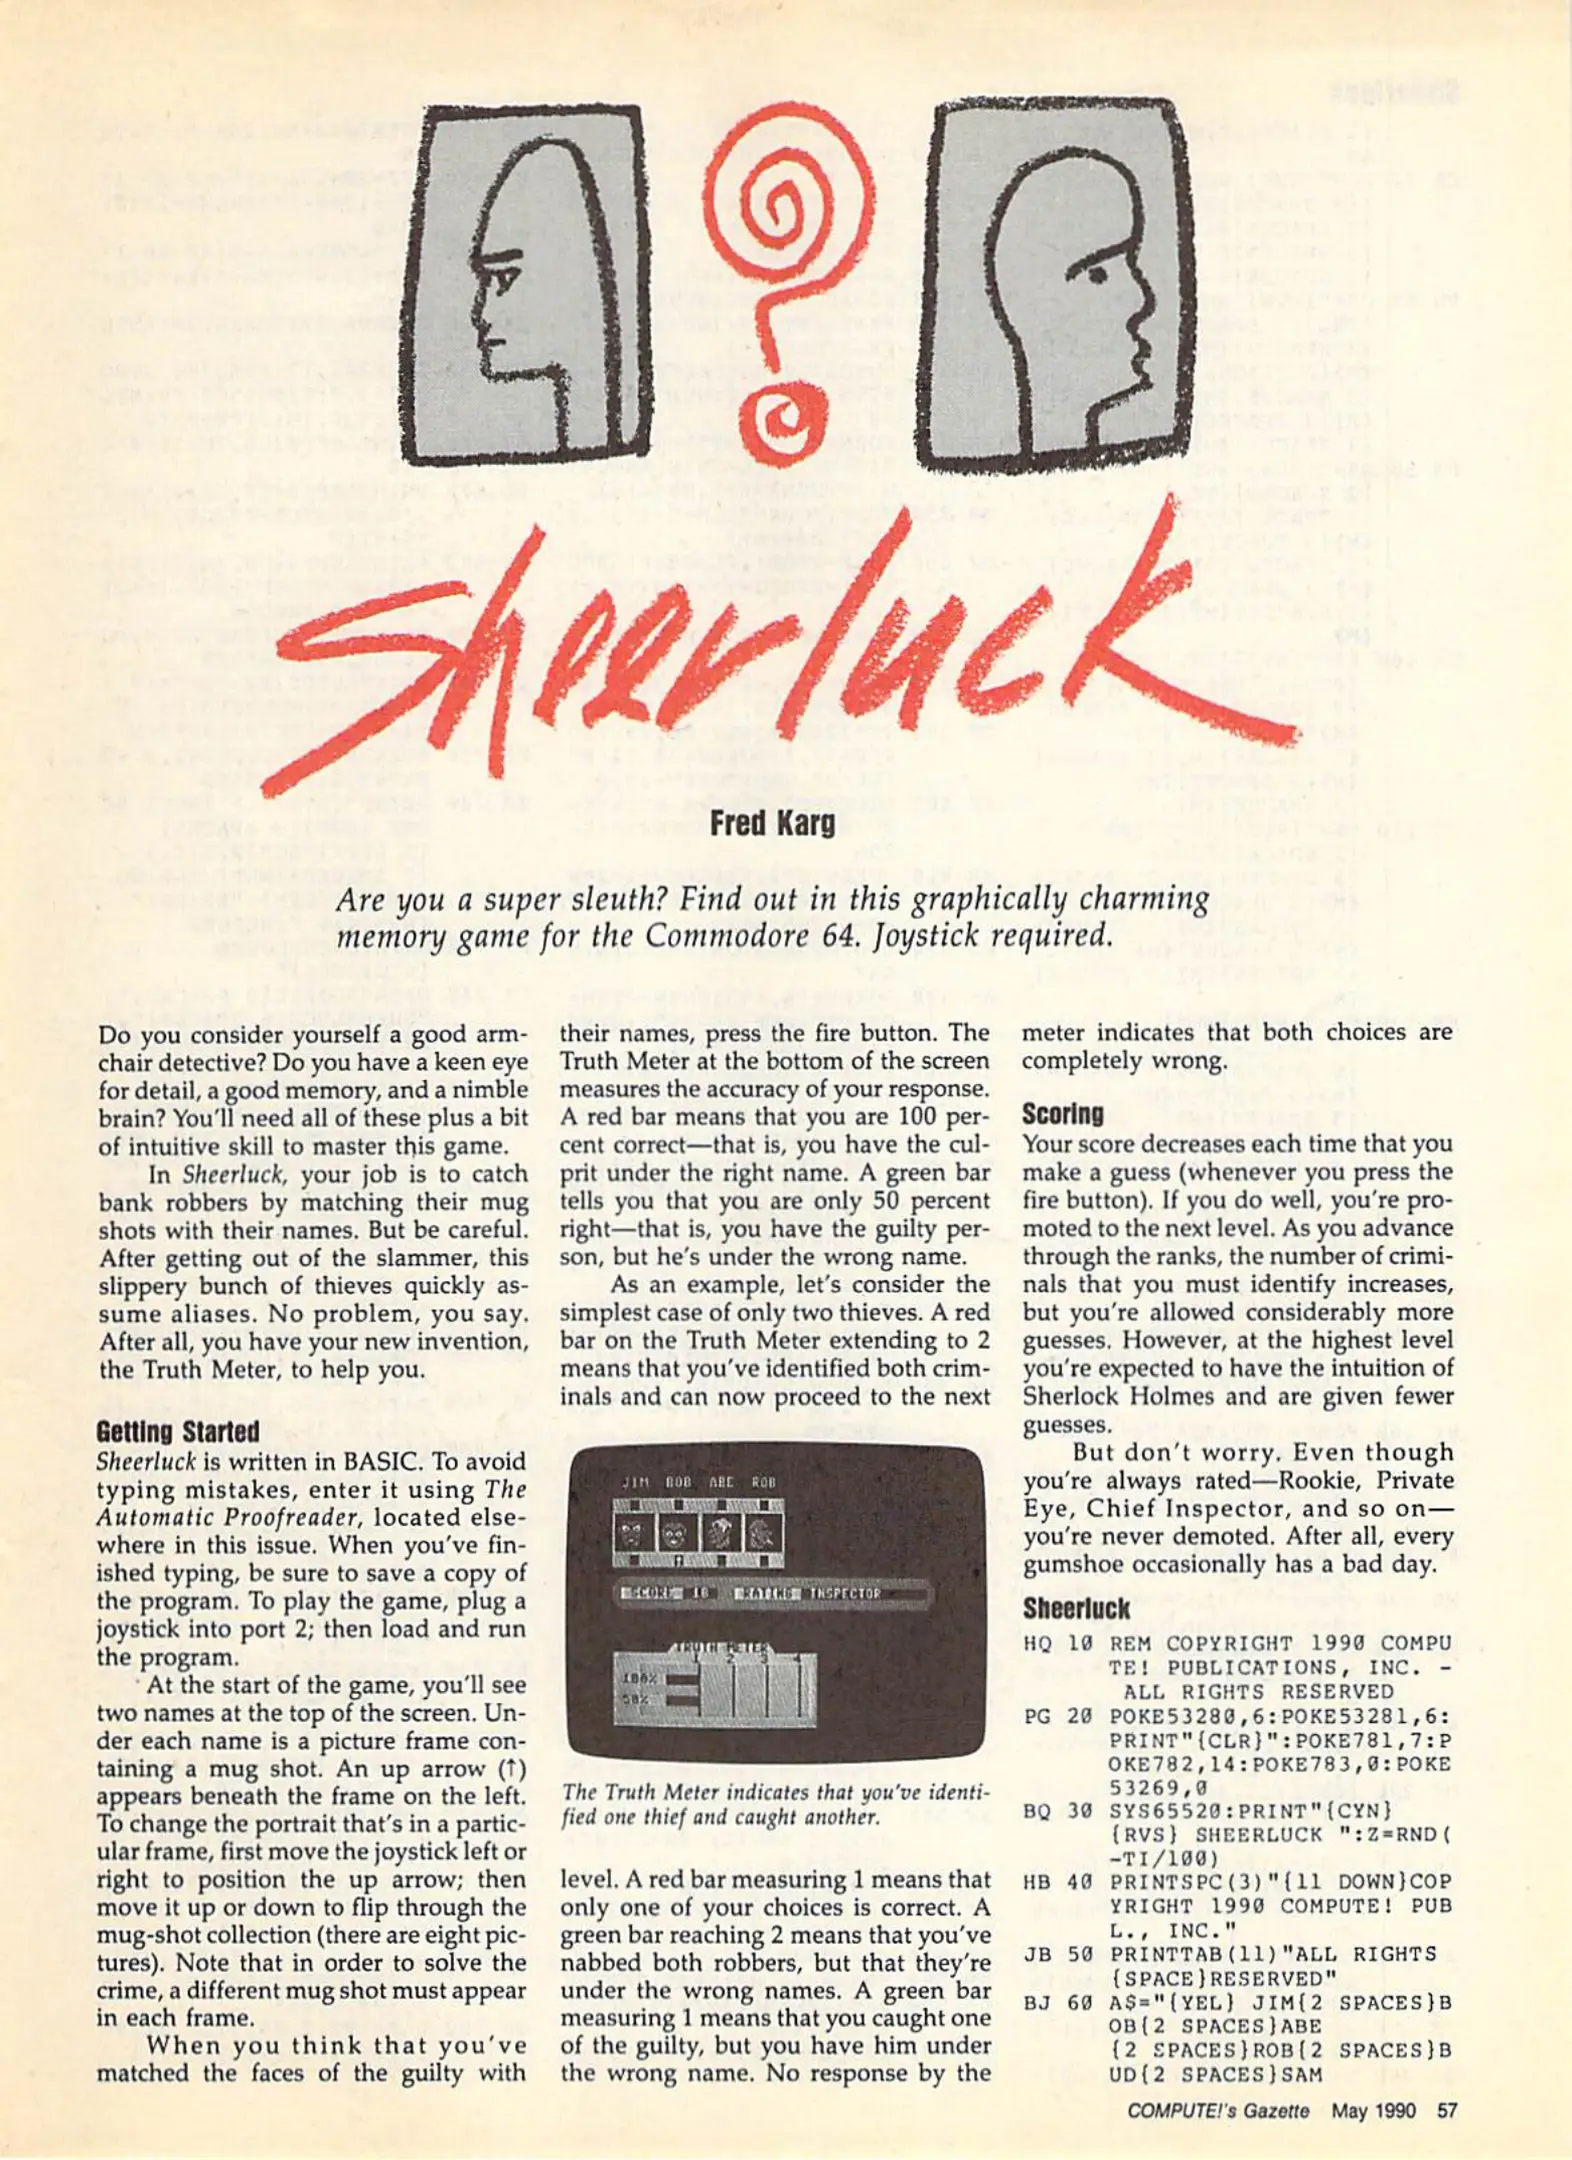 Sheerluck
Fred Karg
Are you a super sleuth? Find out in this graphically charming
memory game for the Commodore 64. Joystick required.
Do you consider yourself a good arm-
chair detective? Do you have a keen eye
for detail, a good memory, and a nimble
brain? You'll need all of these plus a bit
of intuitive skill to master this game.
In Sheerluck, your job is to catch
bank robbers by matching their mug
shots with their names. But be careful.
After getting out of the slammer, this
slippery bunch of thieves quickly as-
sume aliases. No problem, you say.
After all, you have your new invention,
the Truth Meter, to help you.
Getting Started
Sheerluck is written in BASIC. To avoid
typing mistakes, enter it using The
Automatic Proofreader, located else-
where in this issue. When you've fin-
ished typing, be sure to save a copy of
the program. To play the game, plug a
joystick into port 2; then load and run
the program.
At the start of the game, you'll see
two names at the top of the screen. Un-
der each name is a picture frame con-
taining a mug shot. An up arrow (↑)
appears beneath the frame on the left.
To change the portrait that's in a partic-
ular frame, first move the joystick left or
right to position the up arrow; then
move it up or down to flip through the
mug-shot collection (there are eight pic-
tures). Note that in order to solve the
crime, a different mug shot must appear
in each frame.
When you think that you've
matched the faces of the guilty with
their names, press the fire button. The
Truth Meter at the bottom of the screen
measures the accuracy of your response.
A red bar means that you are 100 per-
cent correct—that is, you have the cul-
prit under the right name. A green bar
tells you that you are only 50 percent
right—that is, you have the guilty per-
son, but he's under the wrong name.
As an example, let's consider the
simplest case of only two thieves. A red
bar on the Truth Meter extending to 2
means that you've identified both crim-
inals and can now proceed to the next
JIM BOB ABE ROB
SCORE 18 RATING INSPECTOR
TRUTH METER
1 2 3 4
100%
50%
The Truth Meter indicates that you've identi-
fied one thief and caught another.
level. A red bar measuring 1 means that
only one of your choices is correct. A
green bar reaching 2 means that you've
nabbed both robbers, but that they're
under the wrong names. A green bar
measuring 1 means that you caught one
of the guilty, but you have him under
the wrong name. No response by the
meter indicates that both choices are
completely wrong.
Scoring
Your score decreases each time that you
make a guess (whenever you press the
fire button). If you do well, you're pro-
moted to the next level. As you advance
through the ranks, the number of crimi-
nals that you must identify increases,
but you're allowed considerably more
guesses. However, at the highest level
you're expected to have the intuition of
Sherlock Holmes and are given fewer
guesses.
But don't worry. Even though
you're always rated—Rookie, Private
Eye, Chief Inspector, and so on—
you're never demoted. After all, every
gumshoe occasionally has a bad day.
Sheerluck
HQ 10 REM COPYRIGHT 1990 COMPU
TE! PUBLICATIONS, INC. -
ALL RIGHTS RESERVED
PG 20 POKE53280,6:POKE53281,6:
PRINT"{CLR}":POKE781,7:P
OKE782,14:POKE783,0:POKE
53269,0
BQ 30 SYS65520:PRINT"{CYN}
{RVS} SHEERLUCK ":Z=RND(
-TI/100)
HB 40 PRINTSPC(3)"{11 DOWN}COP
YRIGHT 1990 COMPUTE! PUB
L., INC."
JB 50 PRINTTAB(11)"ALL RIGHTS
{SPACE}RESERVED"
BJ 60 A$="{YEL} JIM{2 SPACES}B
OB{2 SPACES}ABE
{2 SPACES}ROB{2 SPACES}B
UD{2 SPACES}SAM
COMPUTE!'s Gazette May 1990 57